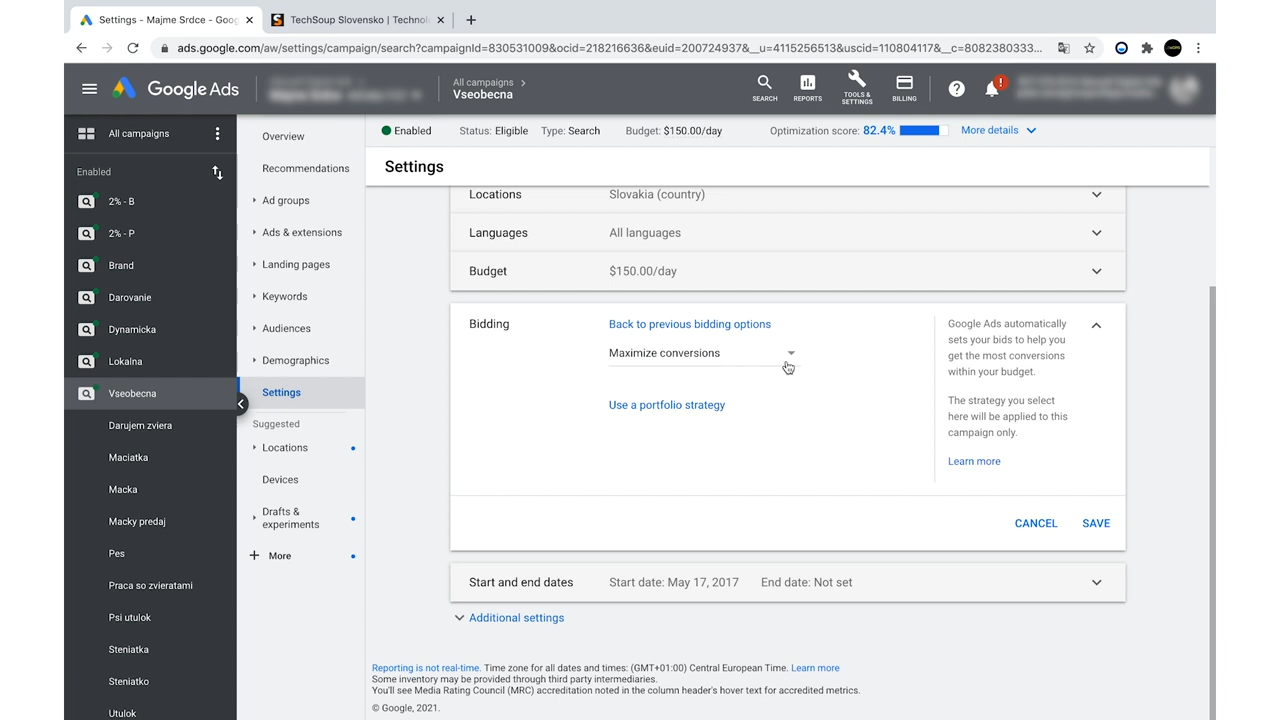 Settings - Majme Srdce - Goog
TechSoup Slovensko | Technol
ads.google.com/aw/settings/campaign/search?campaignId=830531009&ocid=218216636&euid=200724937&__u=4115256513&uscid=110804117&__c=8082380333...
Google Ads
All campaigns
Vseobecna
SEARCH
REPORTS
TOOLS &
SETTINGS
BILLING
All campaigns
Enabled
2% - B
2% - P
Brand
Darovanie
Dynamicka
Lokalna
Vseobecna
Darujem zviera
Maciatka
Macka
Macky predaj
Pes
Praca so zvieratami
Psi utulok
Steniatka
Steniatko
Utulok
Overview
Recommendations
Ad groups
Ads & extensions
Landing pages
Keywords
Audiences
Demographics
Settings
Suggested
Locations
Devices
Drafts &
experiments
More
Enabled Status: Eligible Type: Search Budget: $150.00/day Optimization score: 82.4% More details
Settings
Locations Slovakia (country)
Languages All languages
Budget $150.00/day
Bidding
Back to previous bidding options
Maximize conversions
Use a portfolio strategy
Google Ads automatically
sets your bids to help you
get the most conversions
within your budget.
The strategy you select
here will be applied to this
campaign only.
Learn more
CANCEL SAVE
Start and end dates Start date: May 17, 2017 End date: Not set
Additional settings
Reporting is not real-time. Time zone for all dates and times: (GMT+01:00) Central European Time. Learn more
Some inventory may be provided through third party intermediaries.
You'll see Media Rating Council (MRC) accreditation noted in the column header's hover text for accredited metrics.
© Google, 2021.